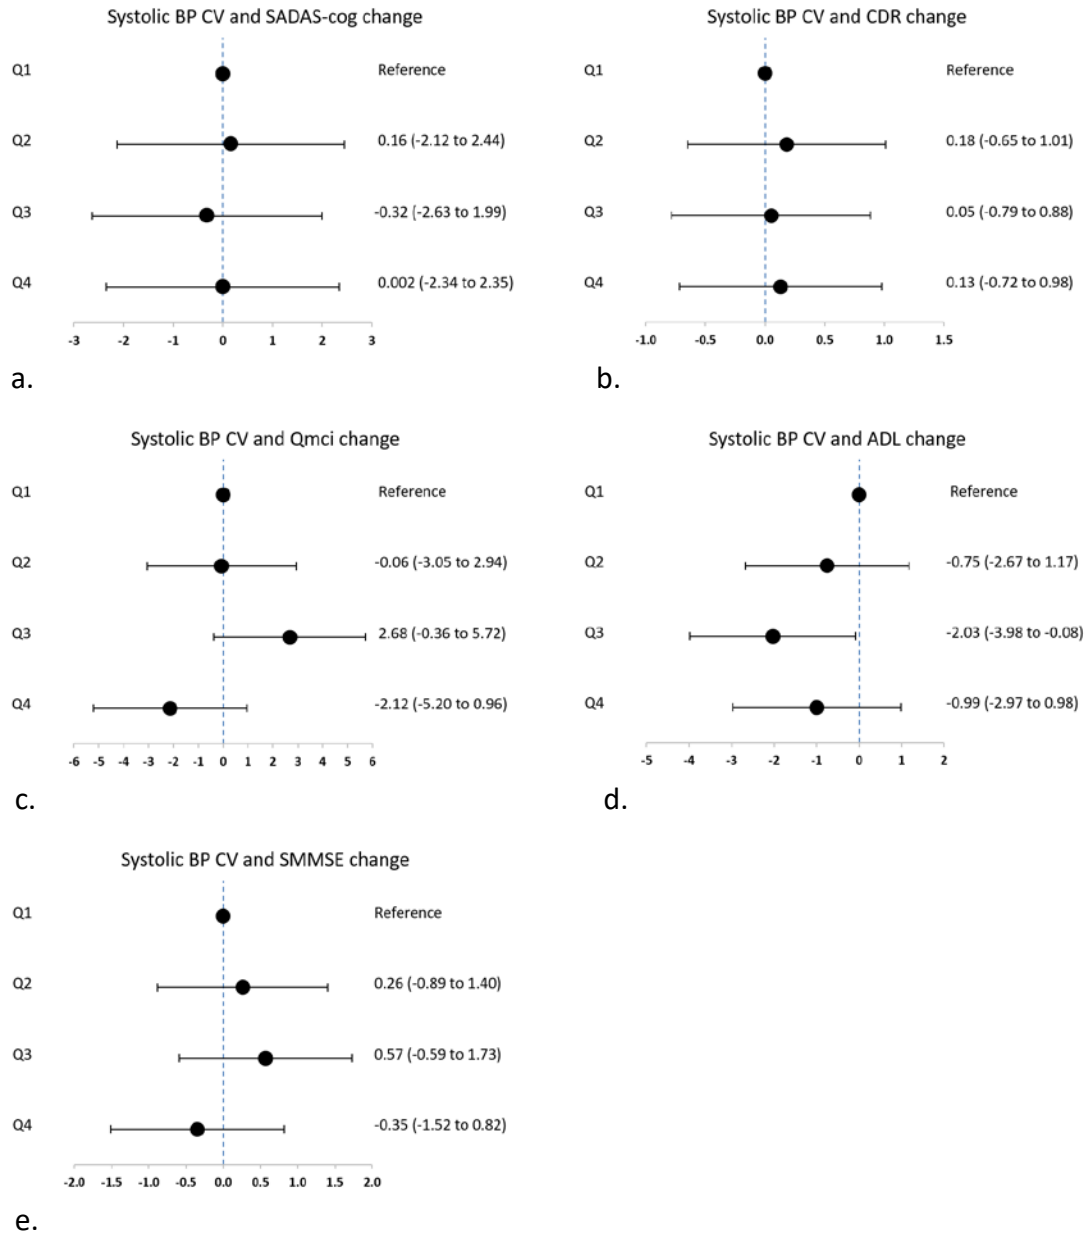 Systolic BP CV and SADAS-cog change
Q1 Reference
Q2 0.16 (-2.12 to 2.44)
Q3 -0.32 (-2.63 to 1.99)
Q4 0.002 (-2.34 to 2.35)
-3 -2 -1 0 1 2 3
a.
Systolic BP CV and CDR change
Q1 Reference
Q2 0.18 (-0.65 to 1.01)
Q3 0.05 (-0.79 to 0.88)
Q4 0.13 (-0.72 to 0.98)
-1.0 -0.5 0.0 0.5 1.0 1.5
b.
Systolic BP CV and Qmci change
Q1 Reference
Q2 -0.06 (-3.05 to 2.94)
Q3 2.68 (-0.36 to 5.72)
Q4 -2.12 (-5.20 to 0.96)
-6 -5 -4 -3 -2 -1 0 1 2 3 4 5 6
c.
Systolic BP CV and ADL change
Q1 Reference
Q2 -0.75 (-2.67 to 1.17)
Q3 -2.03 (-3.98 to -0.08)
Q4 -0.99 (-2.97 to 0.98)
-5 -4 -3 -2 -1 0 1 2
d.
Systolic BP CV and SMMSE change
Q1 Reference
Q2 0.26 (-0.89 to 1.40)
Q3 0.57 (-0.59 to 1.73)
Q4 -0.35 (-1.52 to 0.82)
-2.0 -1.5 -1.0 -0.5 0.0 0.5 1.0 1.5 2.0
e.